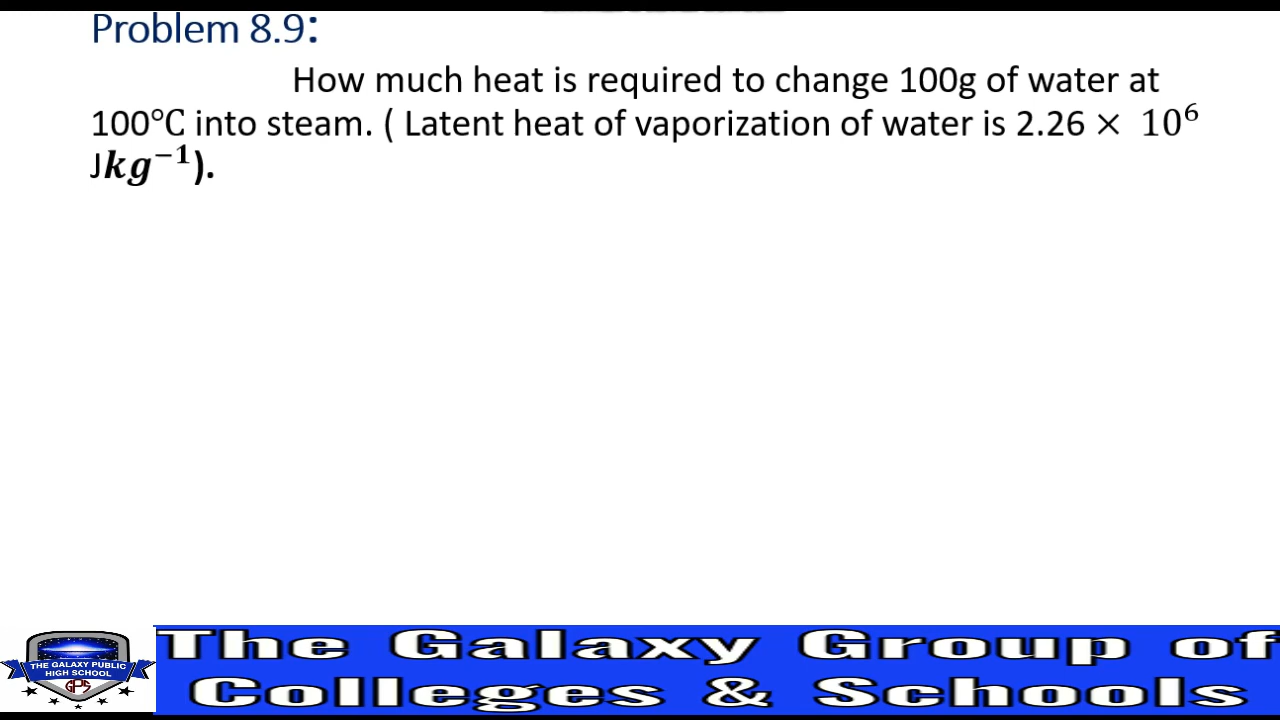 Problem 8.9:
How much heat is required to change 100g of water at
100℃ into steam. ( Latent heat of vaporization of water is 2.26 × 10⁶
Jkg⁻¹).
THE GALAXY PUBLIC
HIGH SCHOOL
GPS
The Galaxy Group of
Colleges & Schools